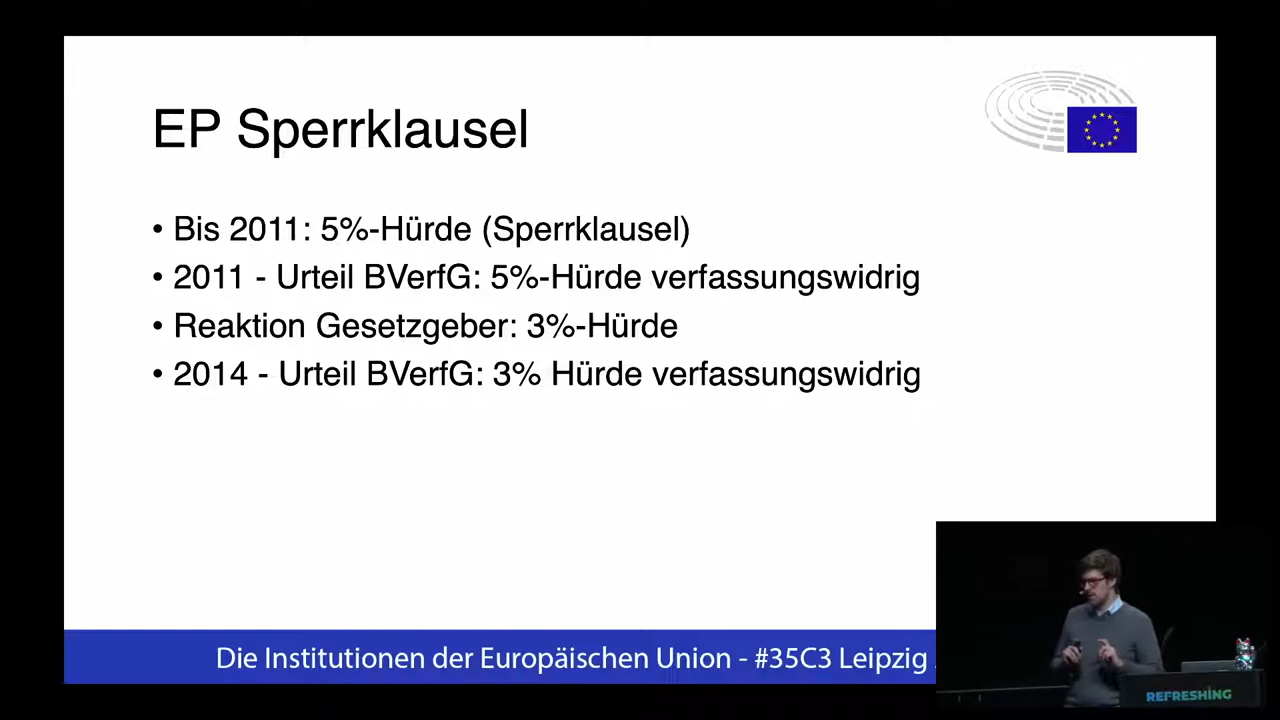 EP Sperrklausel
• Bis 2011: 5%-Hürde (Sperrklausel)
• 2011 - Urteil BVerfG: 5%-Hürde verfassungswidrig
• Reaktion Gesetzgeber: 3%-Hürde
• 2014 - Urteil BVerfG: 3% Hürde verfassungswidrig
Die Institutionen der Europäischen Union - #35C3 Leipzig
REFRESHING